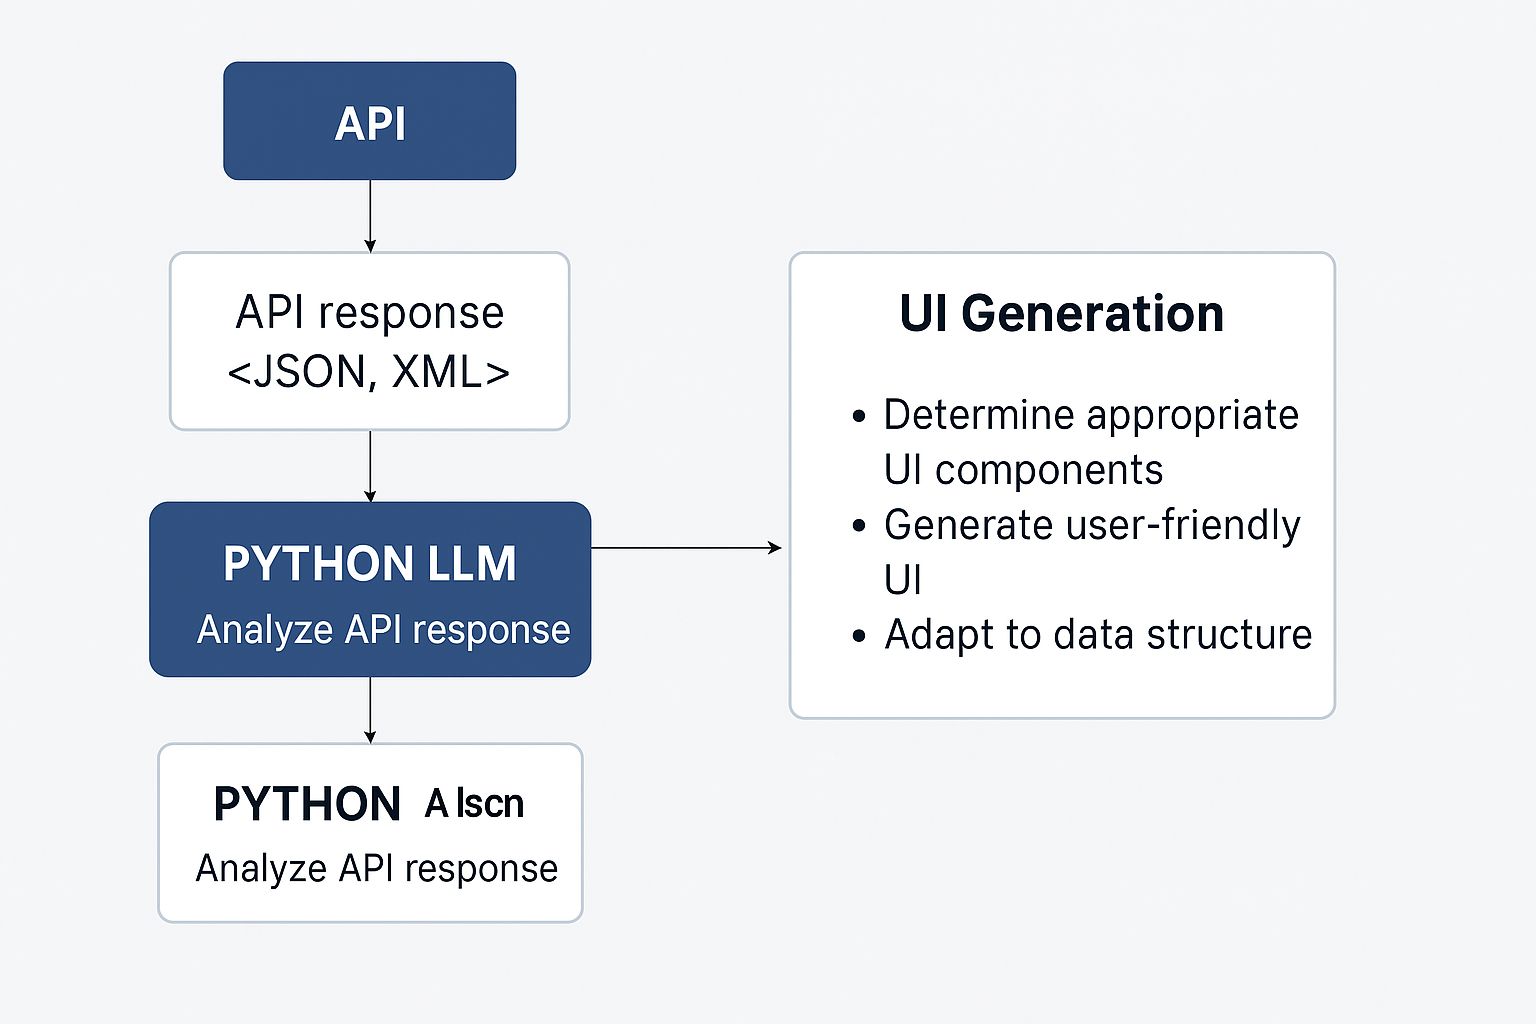 API
API response
<JSON, XML>
PYTHON LLM
Analyze API response
PYTHON A lscn
Analyze API response
UI Generation
• Determine appropriate
UI components
• Generate user-friendly
UI
• Adapt to data structure